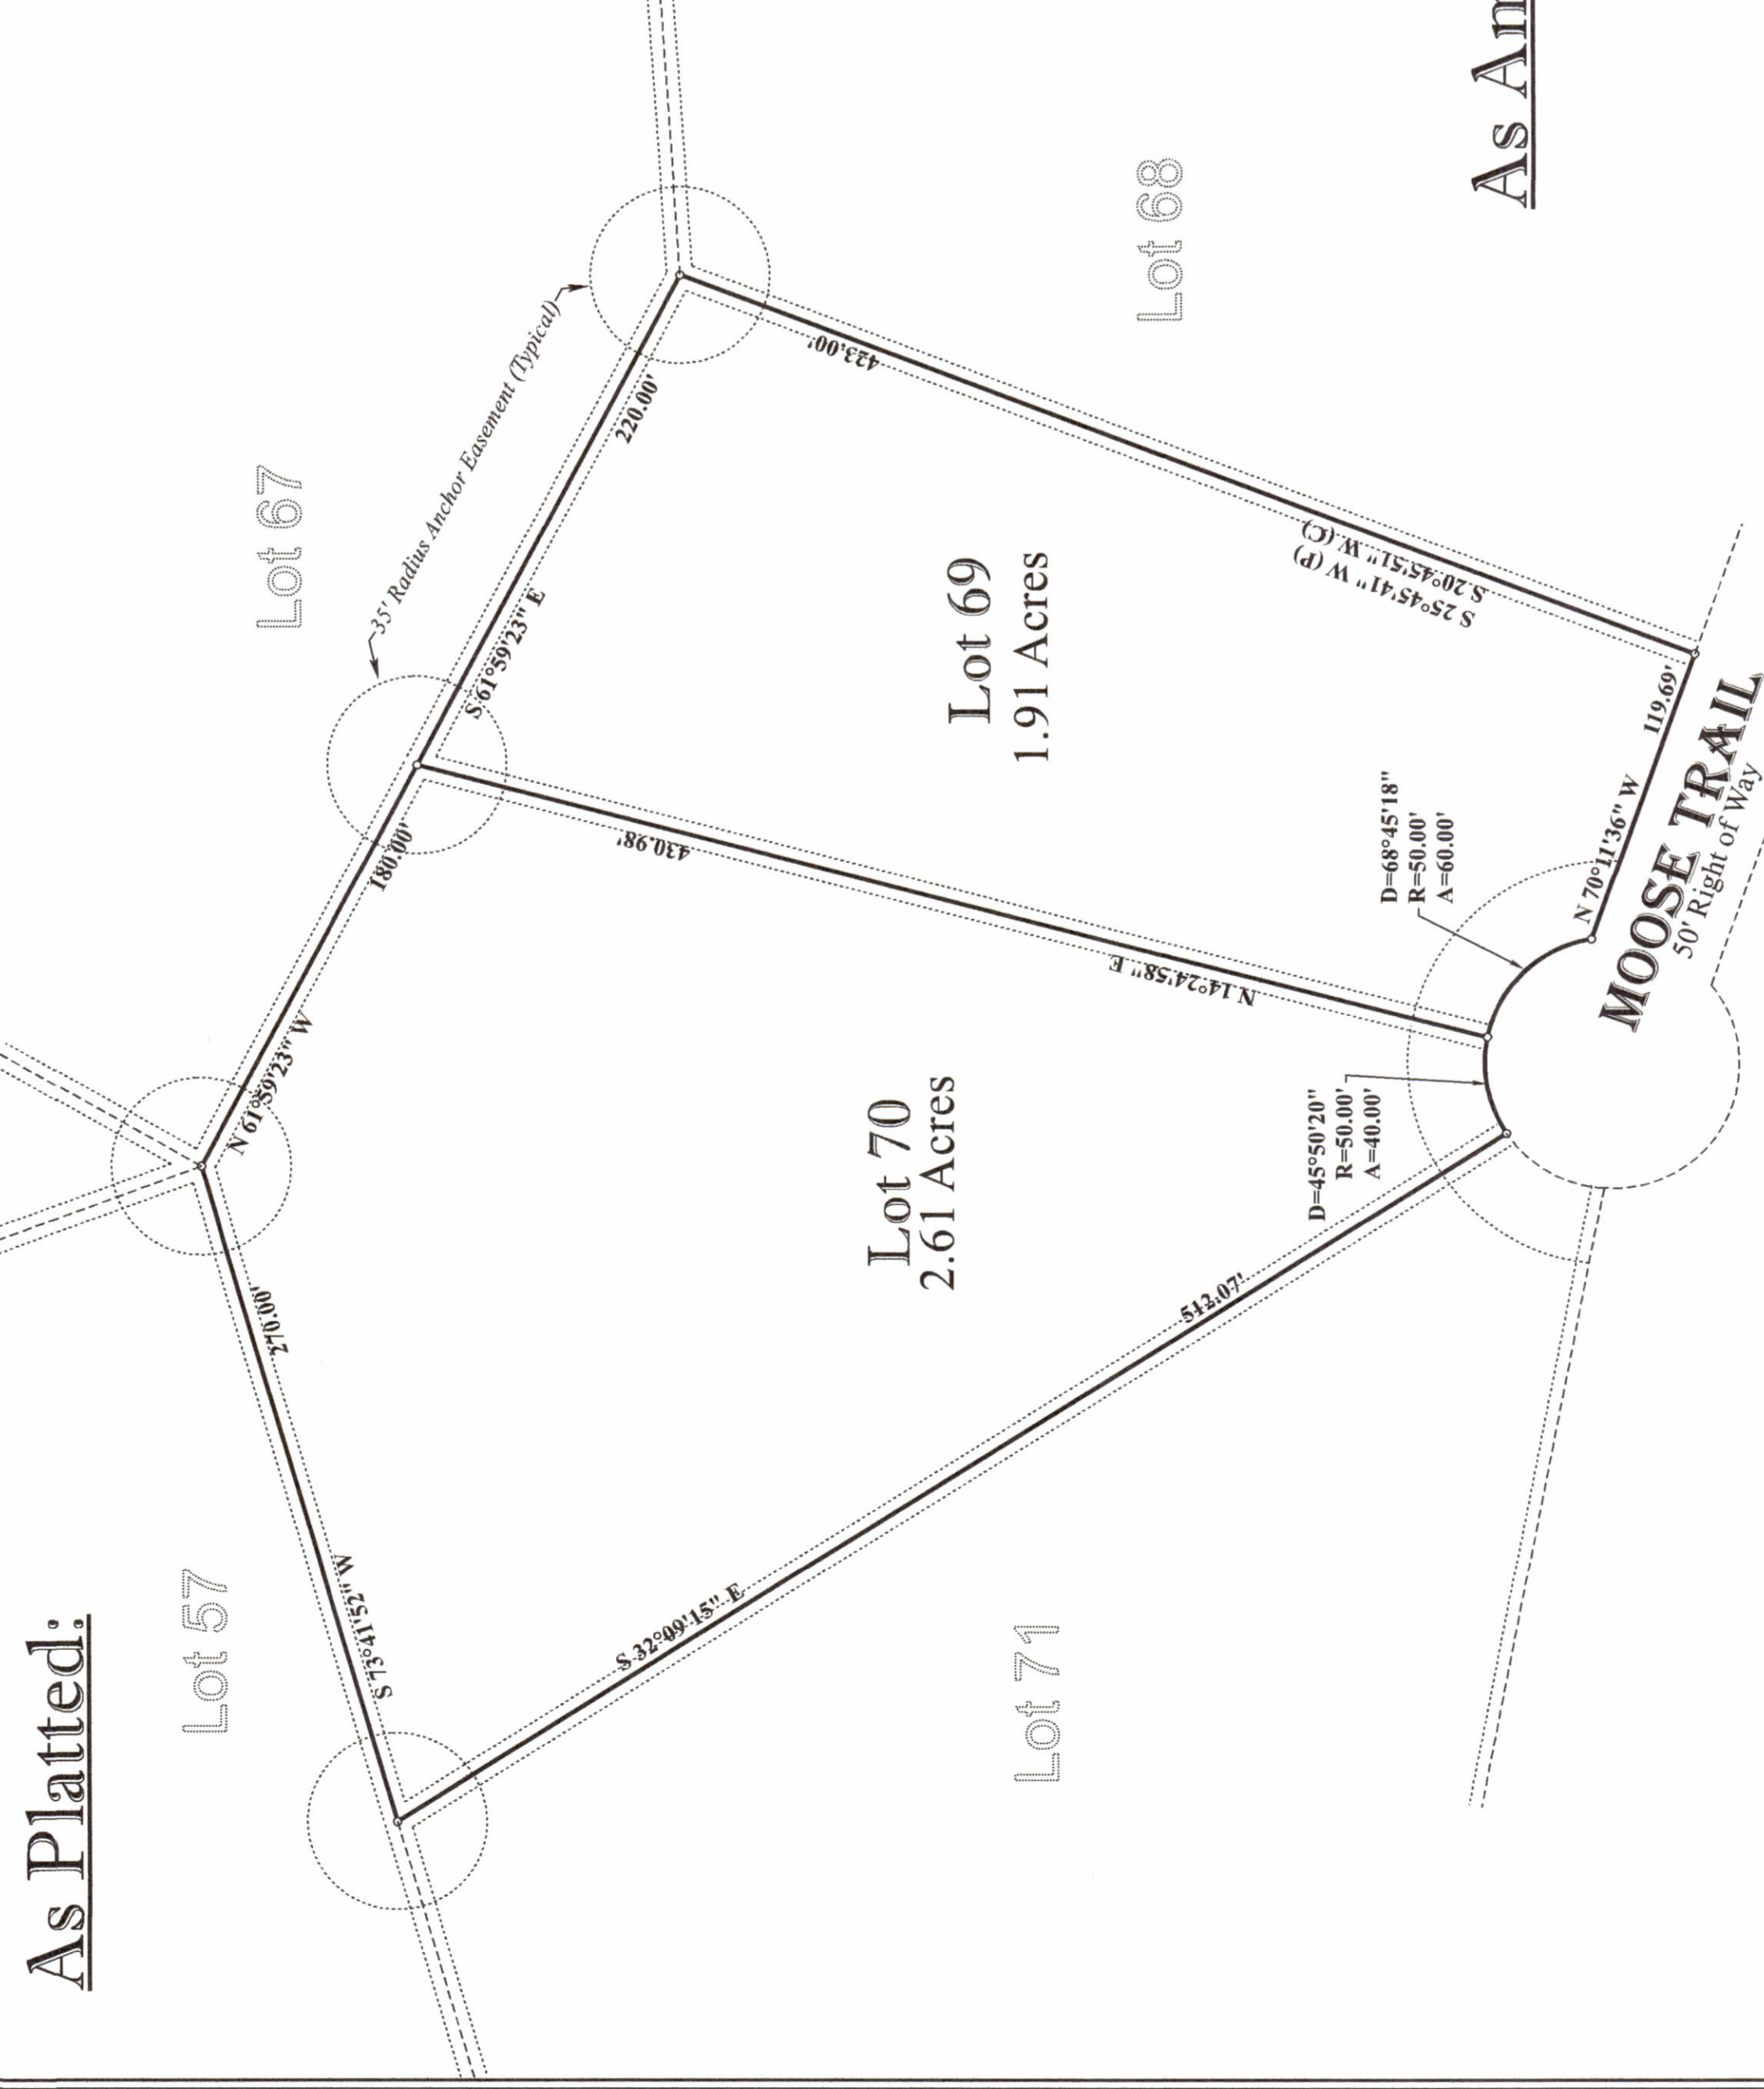 As Platted:
Lot 57
Lot 67
35' Radius Anchor Easement (Typical)
270.00'
S 73°41'52" W
N 61°59'23" W
180.00'
S 61°59'23" E
220.00'
Lot 68
423.00'
S 25°45'41" W (P)
S 20°45'51" W (C)
Lot 69
1.91 Acres
430.98'
N 14°24'58" E
Lot 70
2.61 Acres
S 32°09'15" E
512.07'
Lot 71
D=45°50'20"
R=50.00'
A=40.00'
D=68°45'18"
R=50.00'
A=60.00'
N 70°11'36" W
119.69'
MOOSE TRAIL
50' Right of Way
As Am